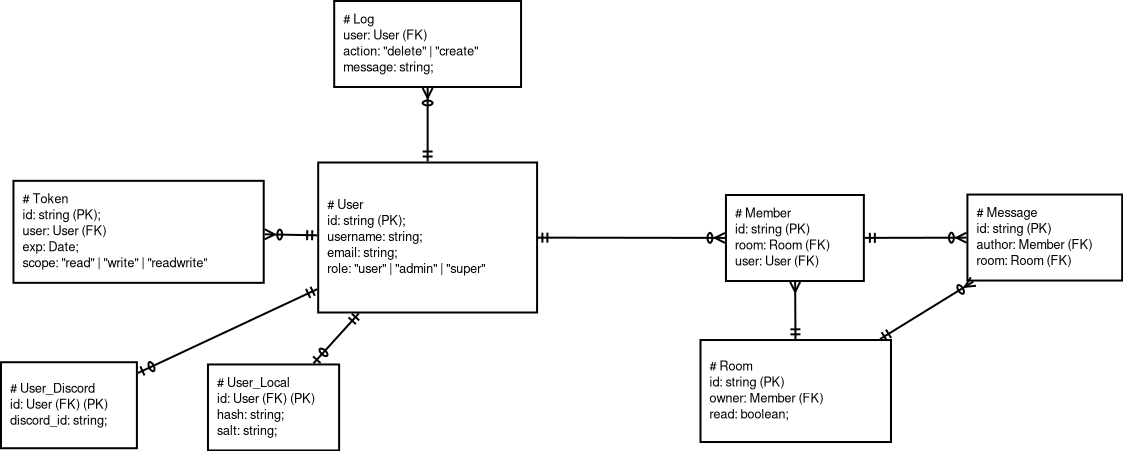 # Log
user: User (FK)
action: "delete" | "create"
message: string;
# Token
id: string (PK);
user: User (FK)
exp: Date;
scope: "read" | "write" | "readwrite"
# User
id: string (PK);
username: string;
email: string;
role: "user" | "admin" | "super"
# Member
id: string (PK)
room: Room (FK)
user: User (FK)
# Message
id: string (PK)
author: Member (FK)
room: Room (FK)
# User_Discord
id: User (FK) (PK)
discord_id: string;
# User_Local
id: User (FK) (PK)
hash: string;
salt: string;
# Room
id: string (PK)
owner: Member (FK)
read: boolean;